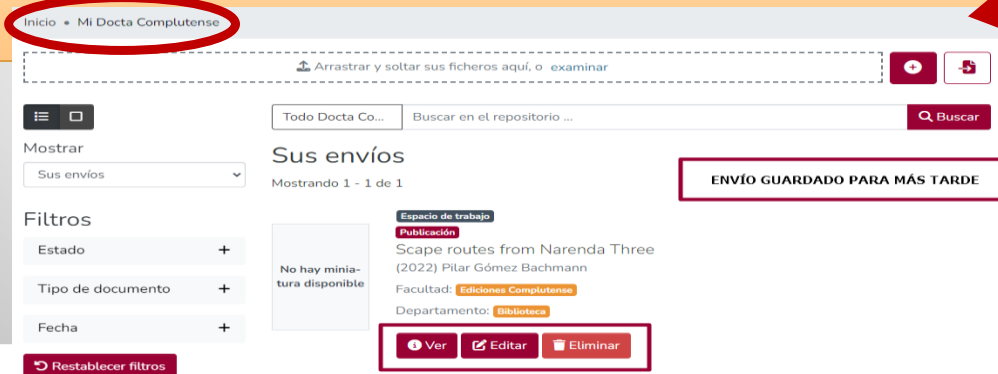 Inicio • Mi Docta Complutense
Arrastrar y soltar sus ficheros aquí, o examinar
Todo Docta Co...
Buscar en el repositorio ...
Buscar
Mostrar
Sus envíos
Sus envíos
Mostrando 1 - 1 de 1
ENVÍO GUARDADO PARA MÁS TARDE
Filtros
Estado +
Tipo de documento +
Fecha +
Restablecer filtros
No hay minia-
tura disponible
Espacio de trabajo
Publicación
Scape routes from Narenda Three
(2022) Pilar Gómez Bachmann
Facultad: Ediciones Complutense
Departamento: Biblioteca
Ver Editar Eliminar